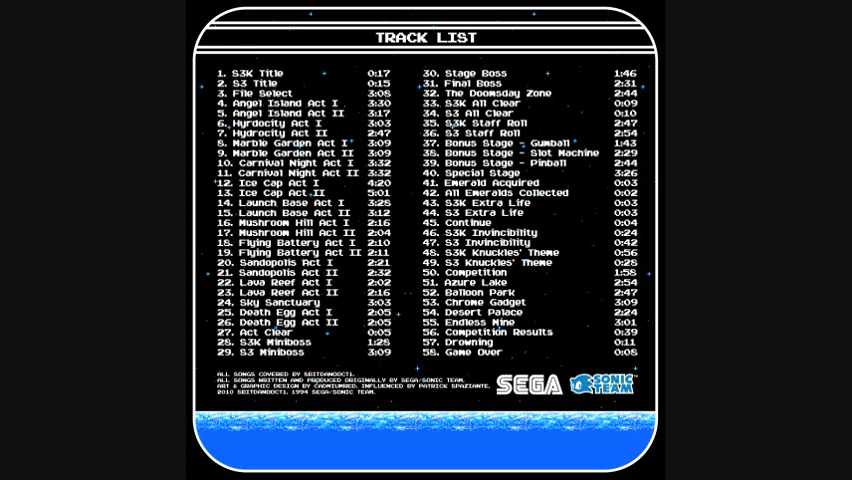 TRACK LIST
1. S3K Title 0:17
2. S3 Title 0:15
3. File Select 3:08
4. Angel Island Act I 3:30
5. Angel Island Act II 3:17
6. Hyrdocity Act I 3:03
7. Hydrocity Act II 2:47
8. Marble Garden Act I 3:09
9. Marble Garden Act II 3:09
10. Carnival Night Act I 3:32
11. Carnival Night Act II 3:32
12. Ice Cap Act I 4:20
13. Ice Cap Act II 5:01
14. Launch Base Act I 3:28
15. Launch Base Act II 3:12
16. Mushroom Hill Act I 2:16
17. Mushroom Hill Act II 2:04
18. Flying Battery Act I 2:10
19. Flying Battery Act II 2:11
20. Sandopolis Act I 2:21
21. Sandopolis Act II 2:32
22. Lava Reef Act I 2:02
23. Lava Reef Act II 2:16
24. Sky Sanctuary 3:03
25. Death Egg Act I 2:05
26. Death Egg Act II 2:05
27. Act Clear 0:05
28. S3K Miniboss 1:28
29. S3 Miniboss 3:09
30. Stage Boss 1:46
31. Final Boss 2:31
32. The Doomsday Zone 2:44
33. S3K All Clear 0:09
34. S3 All Clear 0:10
35. S3K Staff Roll 2:47
36. S3 Staff Roll 2:54
37. Bonus Stage - Gumball 1:43
38. Bonus Stage - Slot Machine 2:29
39. Bonus Stage - Pinball 2:44
40. Special Stage 3:26
41. Emerald Acquired 0:03
42. All Emeralds Collected 0:02
43. S3K Extra Life 0:03
44. S3 Extra Life 0:03
45. Continue 0:04
46. S3K Invincibility 0:24
47. S3 Invincibility 0:42
48. S3K Knuckles' Theme 0:56
49. S3 Knuckles' Theme 0:28
50. Competition 1:58
51. Azure Lake 2:54
52. Balloon Park 2:47
53. Chrome Gadget 3:09
54. Desert Palace 2:24
55. Endless Mine 3:01
56. Competition Results 0:39
57. Drowning 0:11
58. Game Over 0:08
ALL SONGS COVERED BY 8BITDANOOCT1.
ALL SONGS WRITTEN AND PRODUCED ORIGINALLY BY SEGA/SONIC TEAM.
ART & GRAPHIC DESIGN BY CADMIUMRED, INFLUENCED BY PATRICK SPAZIANTE.
2010 8BITDANOOCT1, 1994 SEGA/SONIC TEAM.
SEGA
SONIC TEAM™